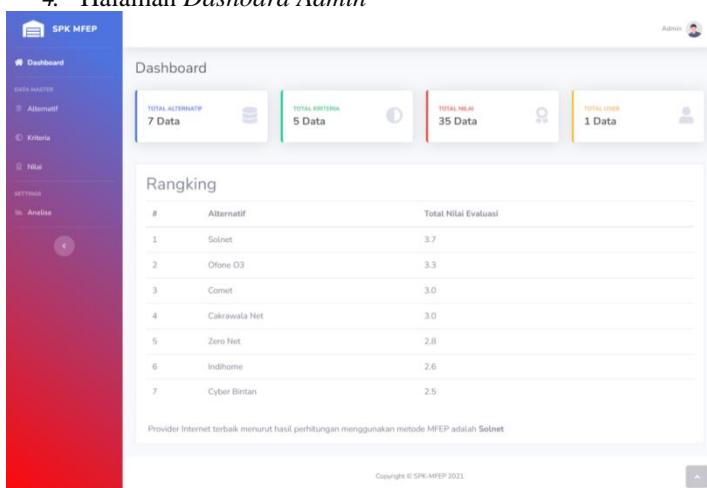 4. Halaman Dashoard Admin
SPK MFEP
Admin
Dashboard
DATA MASTER
Alternatif
Kriteria
Nilai
SETTINGS
Analisa
Dashboard
TOTAL ALTERNATIF
7 Data
TOTAL KRITERIA
5 Data
TOTAL NILAI
35 Data
TOTAL USER
1 Data
Rangking
# Alternatif Total Nilai Evaluasi
1 Solnet 3.7
2 Ofone O3 3.3
3 Comet 3.0
4 Cakrawala Net 3.0
5 Zero Net 2.8
6 Indihome 2.6
7 Cyber Bintan 2.5
Provider Internet terbaik menurut hasil perhitungan menggunakan metode MFEP adalah Solnet
Copyright © SPK-MFEP 2021